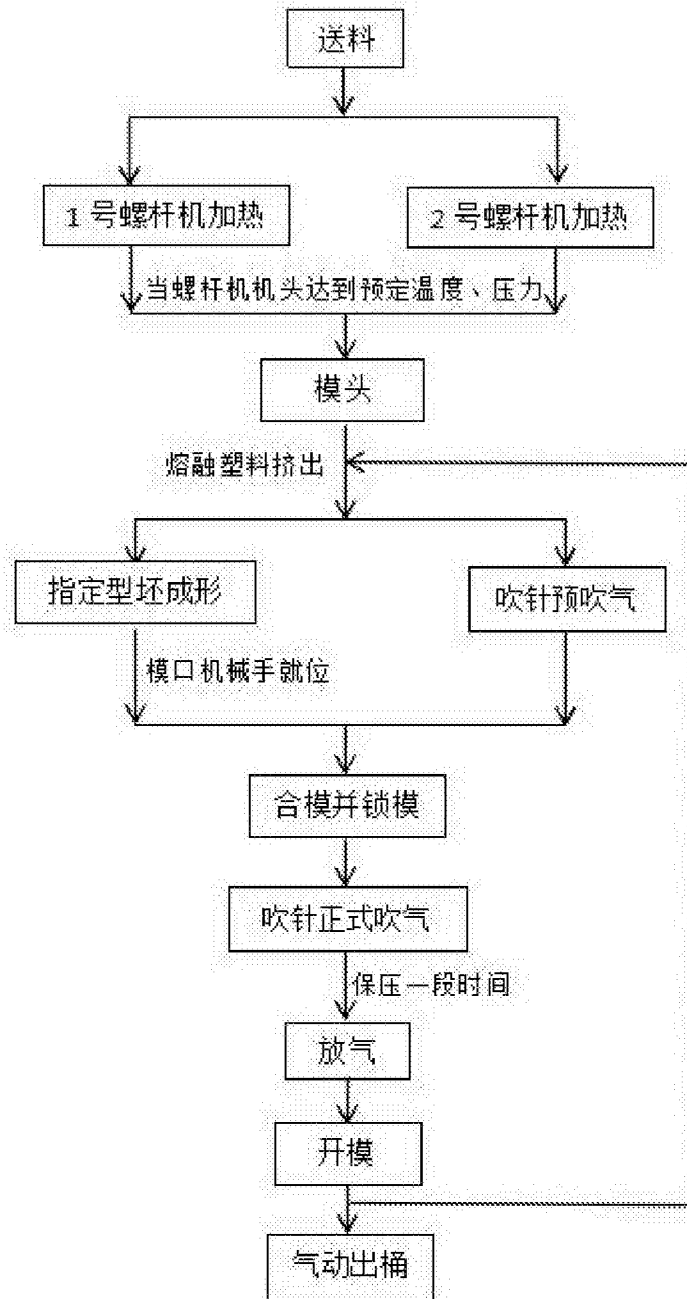 送料
1 号螺杆机加热
2 号螺杆机加热
当螺杆机机头达到预定温度、压力
模头
熔融塑料挤出
指定型坯成形
吹针预吹气
模口机械手就位
合模并锁模
吹针正式吹气
保压一段时间
放气
开模
气动出桶